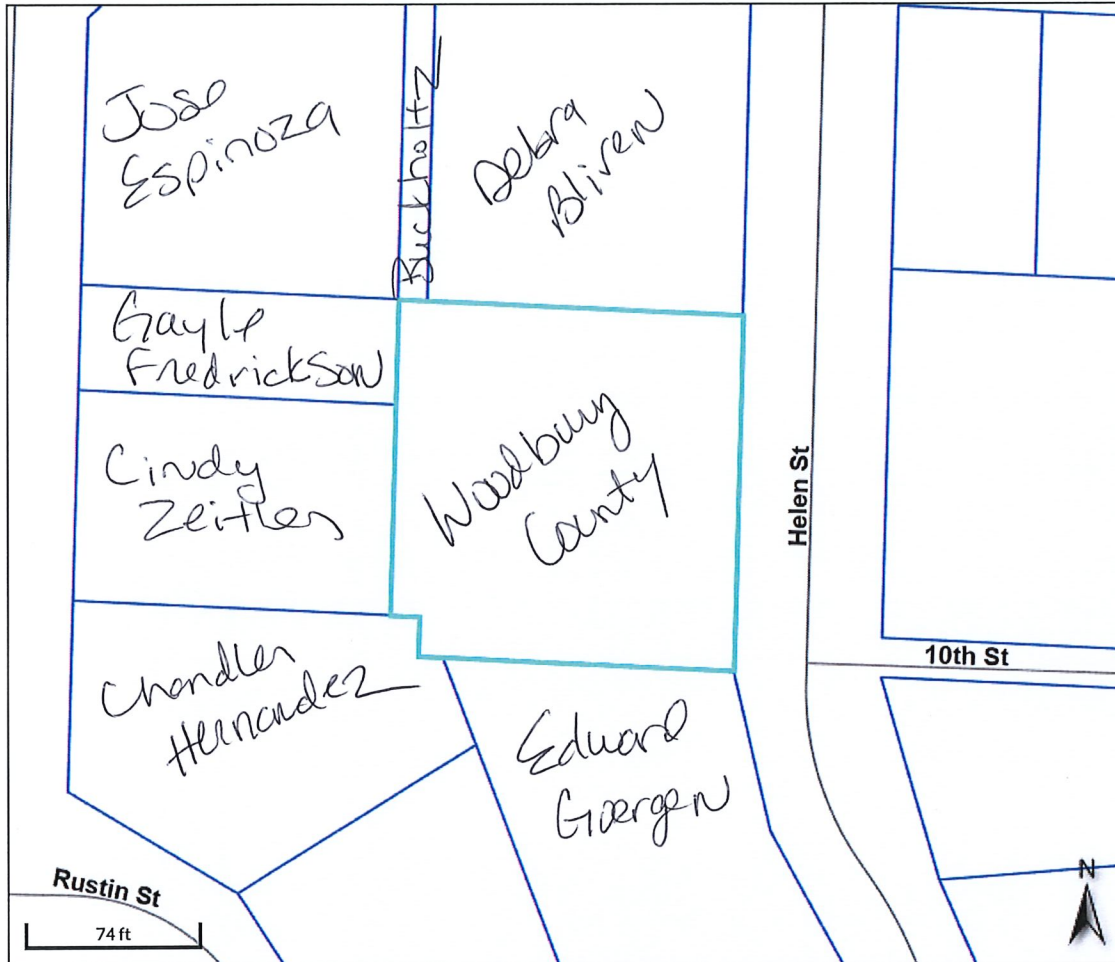 Jose
Espinoza
Buckholtz
Debra
Bliven
Gayle
Fredrickson
Cindy
Zeitler
Woodbury
County
Helen St
10th St
Chandler
Hernandez
Edward
Goergen
Rustin St
74 ft
N